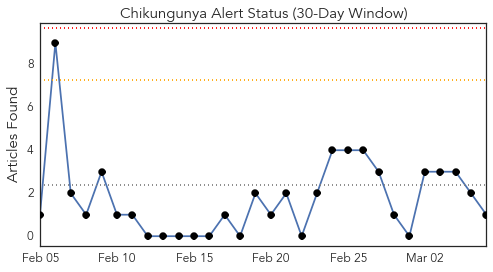 Chikungunya Alert Status (30-Day Window)
Articles Found
8
6
4
2
0
Feb 05 Feb 10 Feb 15 Feb 20 Feb 25 Mar 02